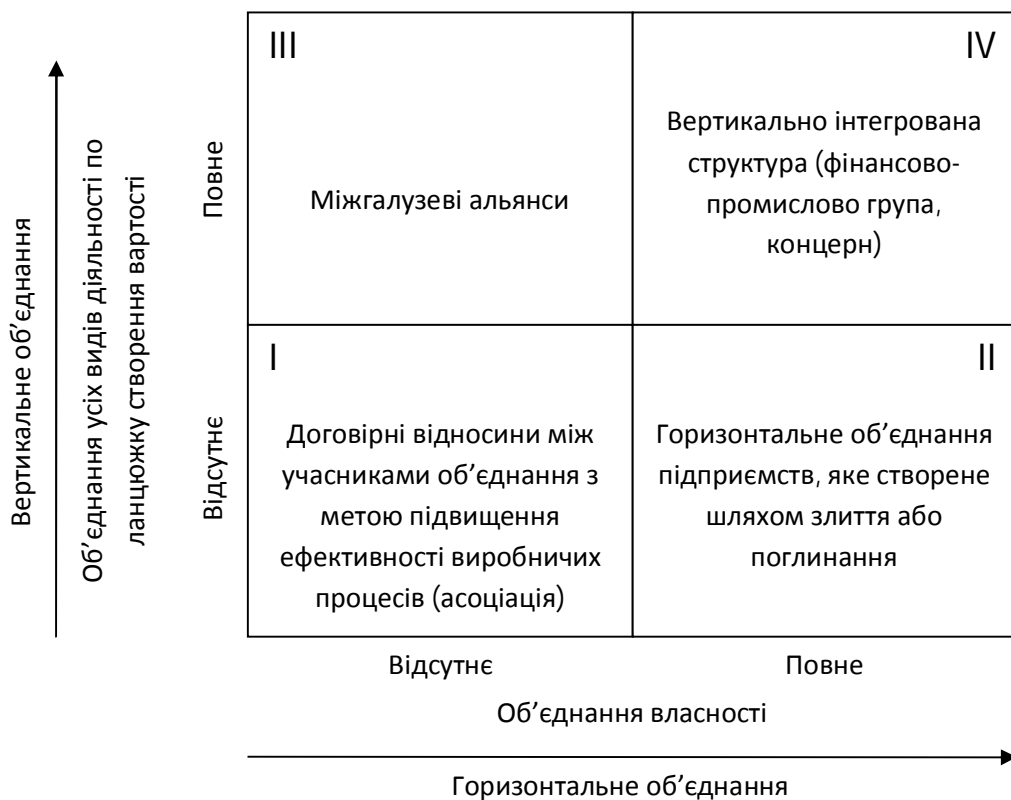 Вертикальне об’єднання
Об’єднання усіх видів діяльності по
ланцюжку створення вартості
Повне
Відсутнє
III
Міжгалузеві альянси
IV
Вертикально інтегрована
структура (фінансово-
промислово група,
концерн)
I
Договірні відносини між
учасниками об’єднання з
метою підвищення
ефективності виробничих
процесів (асоціація)
II
Горизонтальне об’єднання
підприємств, яке створене
шляхом злиття або
поглинання
Відсутнє
Повне
Об’єднання власності
Горизонтальне об’єднання